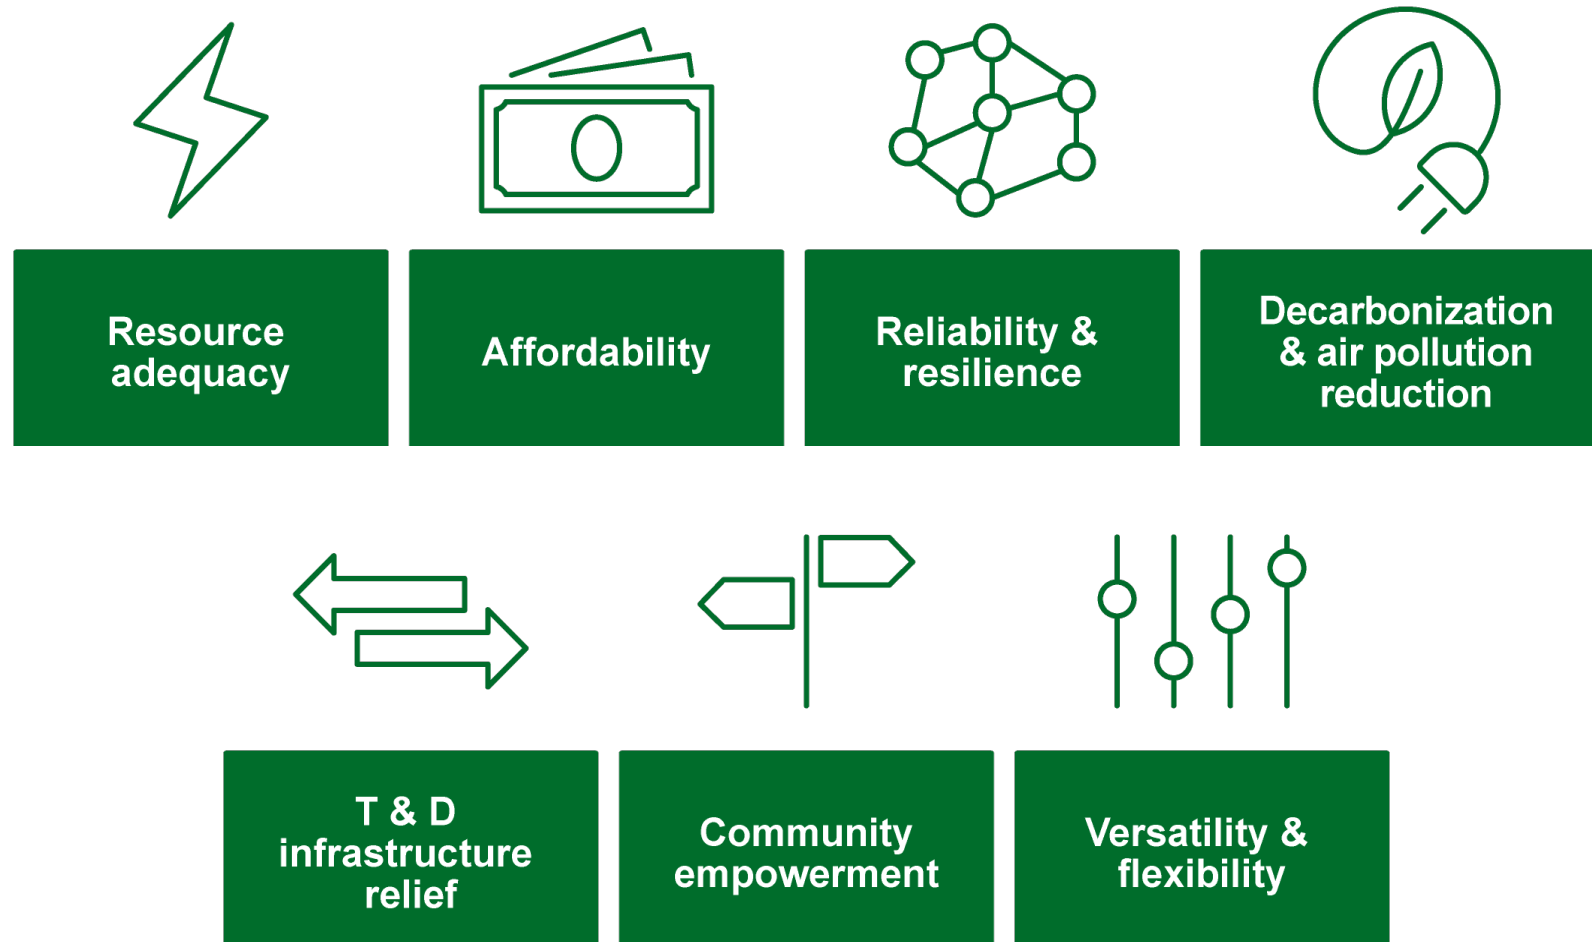 Resource
adequacy
Affordability
Reliability &
resilience
Decarbonization
& air pollution
reduction
T & D
infrastructure
relief
Community
empowerment
Versatility &
flexibility